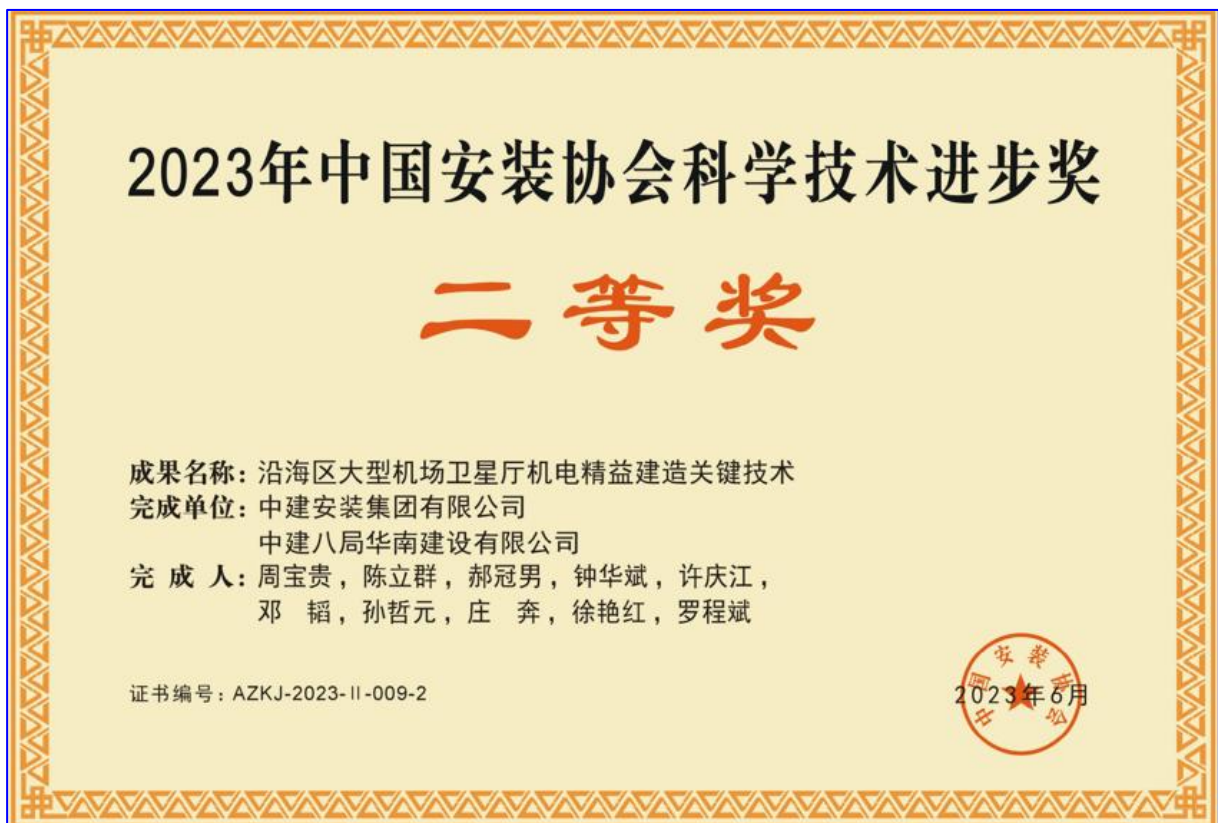 2023年中国安装协会科学技术进步奖
二等奖
成果名称：沿海区大型机场卫星厅机电精益建造关键技术
完成单位：中建安装集团有限公司
中建八局华南建设有限公司
完 成 人：周宝贵，陈立群，郝冠男，钟华斌，许庆江，
邓　韬，孙哲元，庄　奔，徐艳红，罗程斌
证书编号：AZKJ-2023-II-009-2
中国安装协会
2023年6月